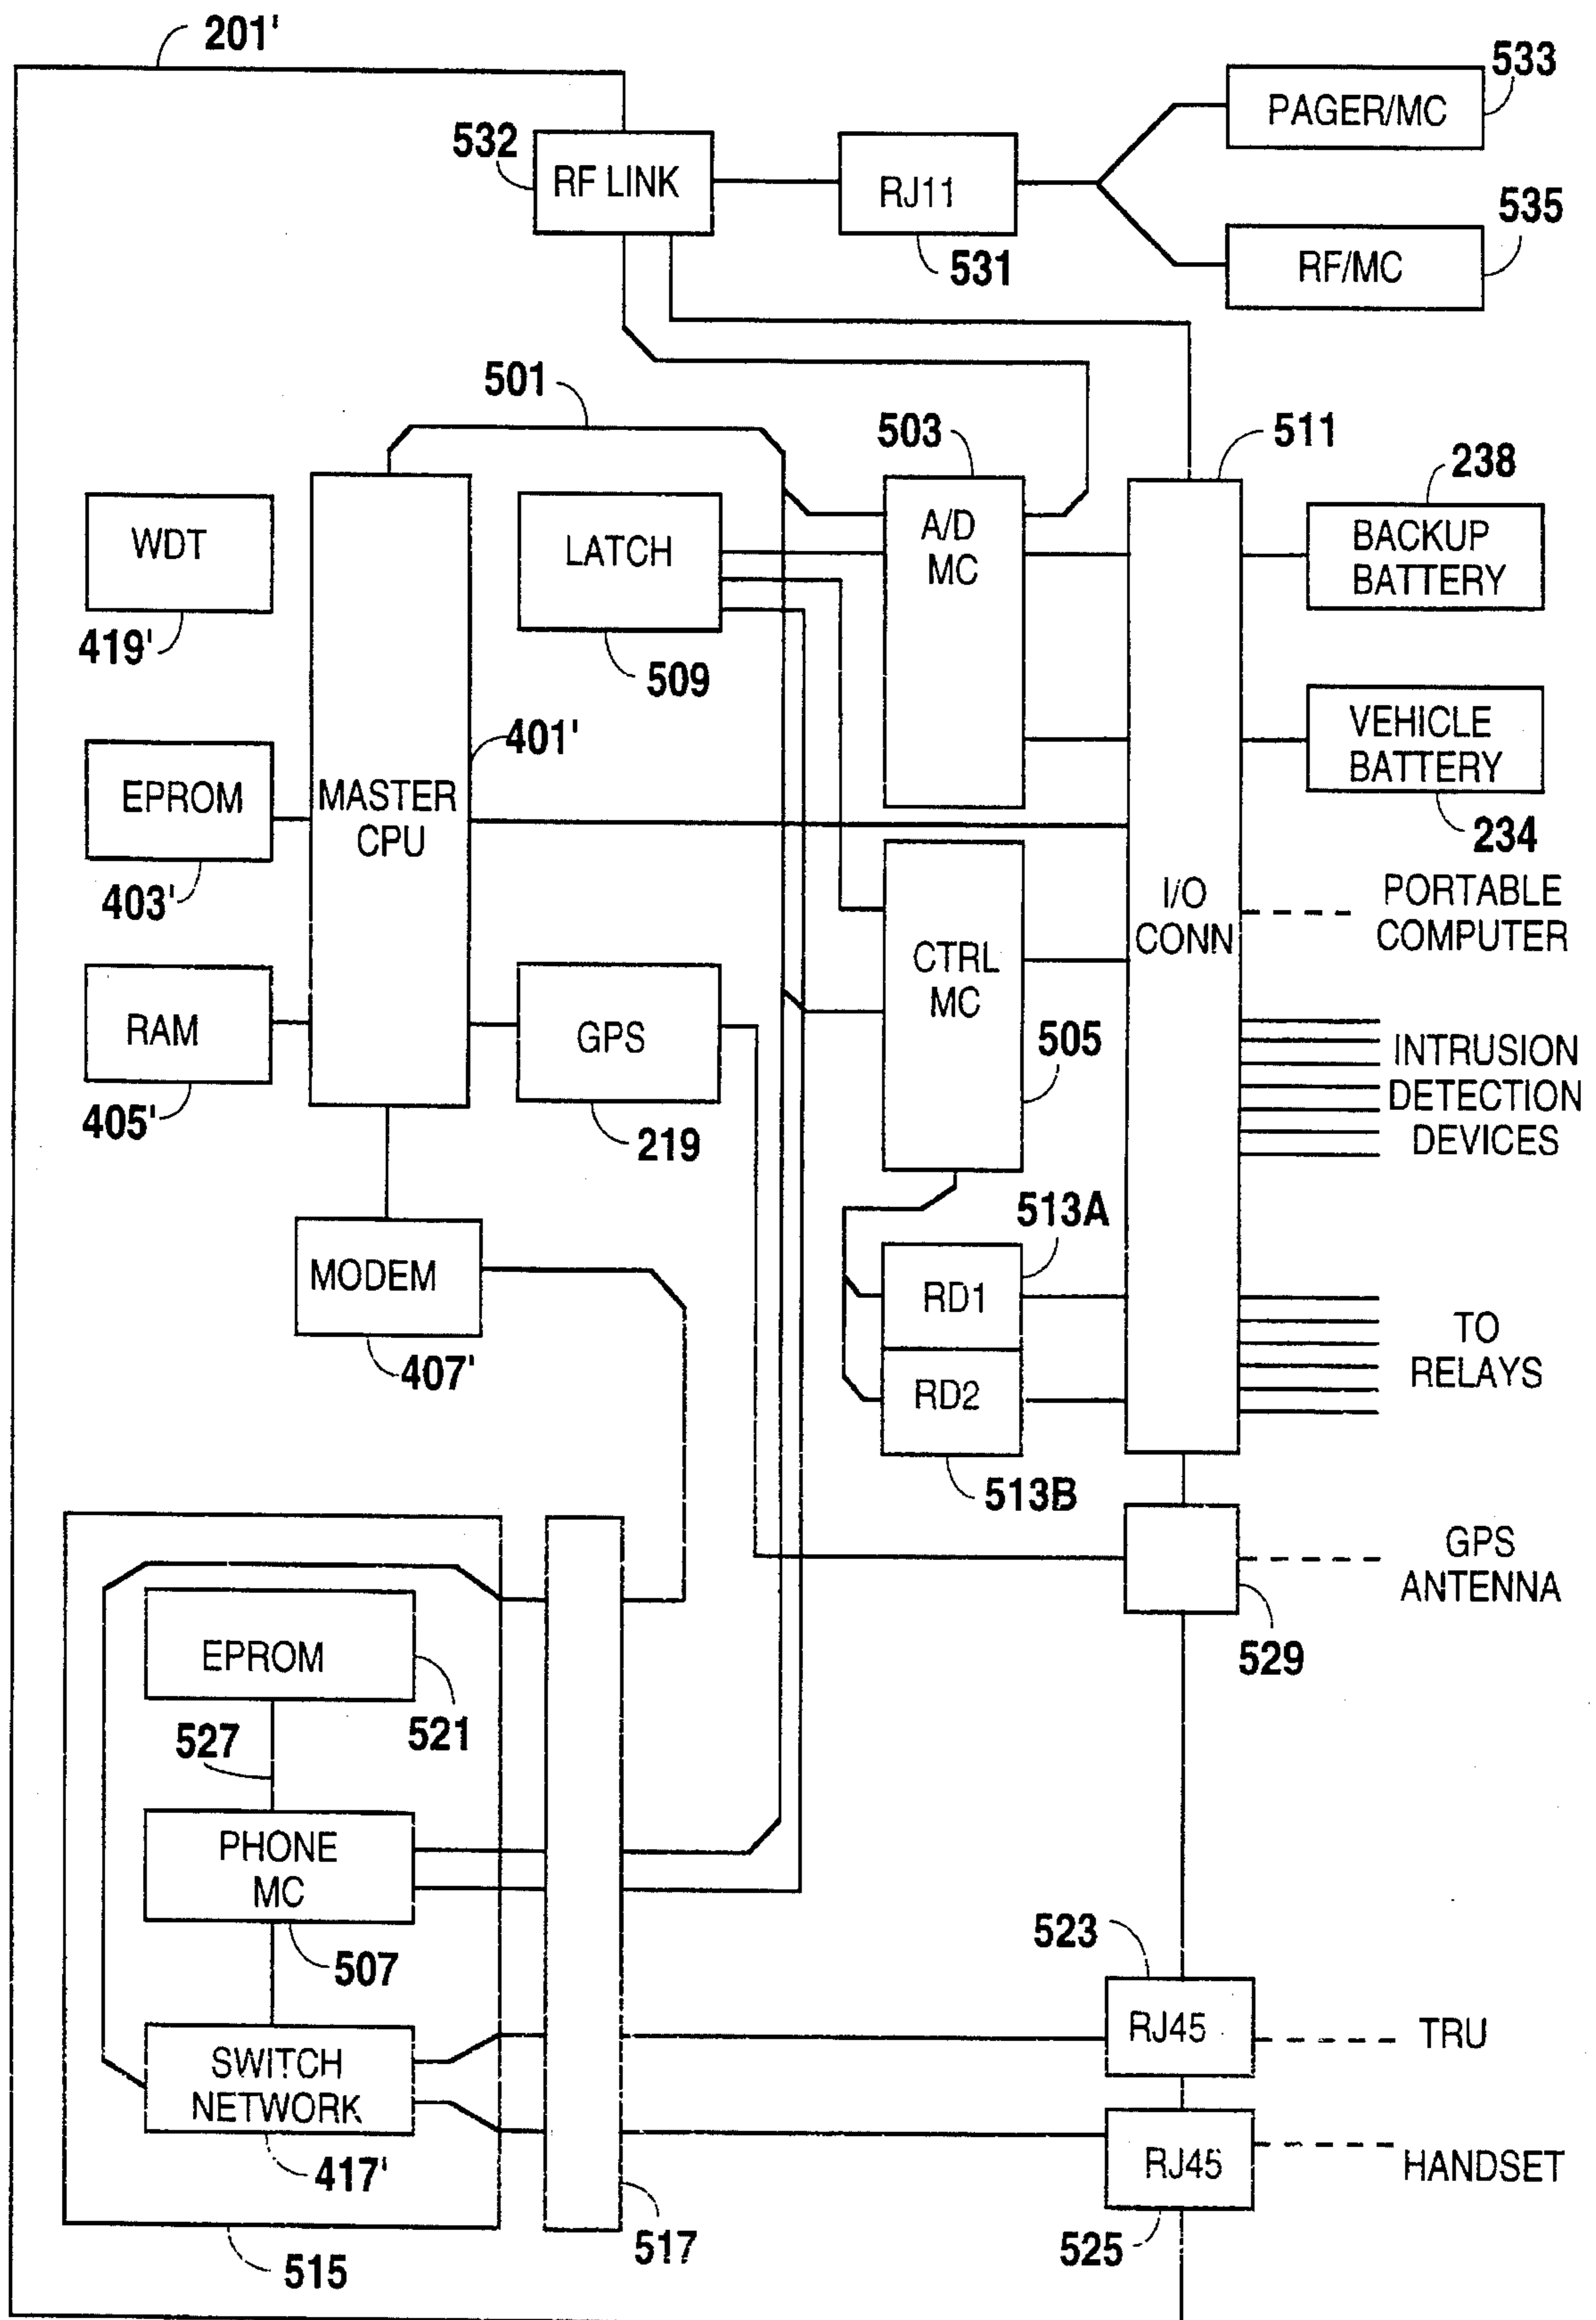 201'
533
PAGER/MC
532
RF LINK
RJ11
531
535
RF/MC
501
503
511
238
WDT
419'
LATCH
509
A/D
MC
BACKUP
BATTERY
401'
VEHICLE
BATTERY
234
EPROM
403'
MASTER
CPU
I/O
CONN
PORTABLE
COMPUTER
CTRL
MC
505
RAM
405'
GPS
219
INTRUSION
DETECTION
DEVICES
513A
MODEM
407'
RD1
RD2
513B
TO
RELAYS
GPS
ANTENNA
529
EPROM
521
527
PHONE
MC
507
523
RJ45
TRU
SWITCH
NETWORK
417'
RJ45
HANDSET
525
517
515